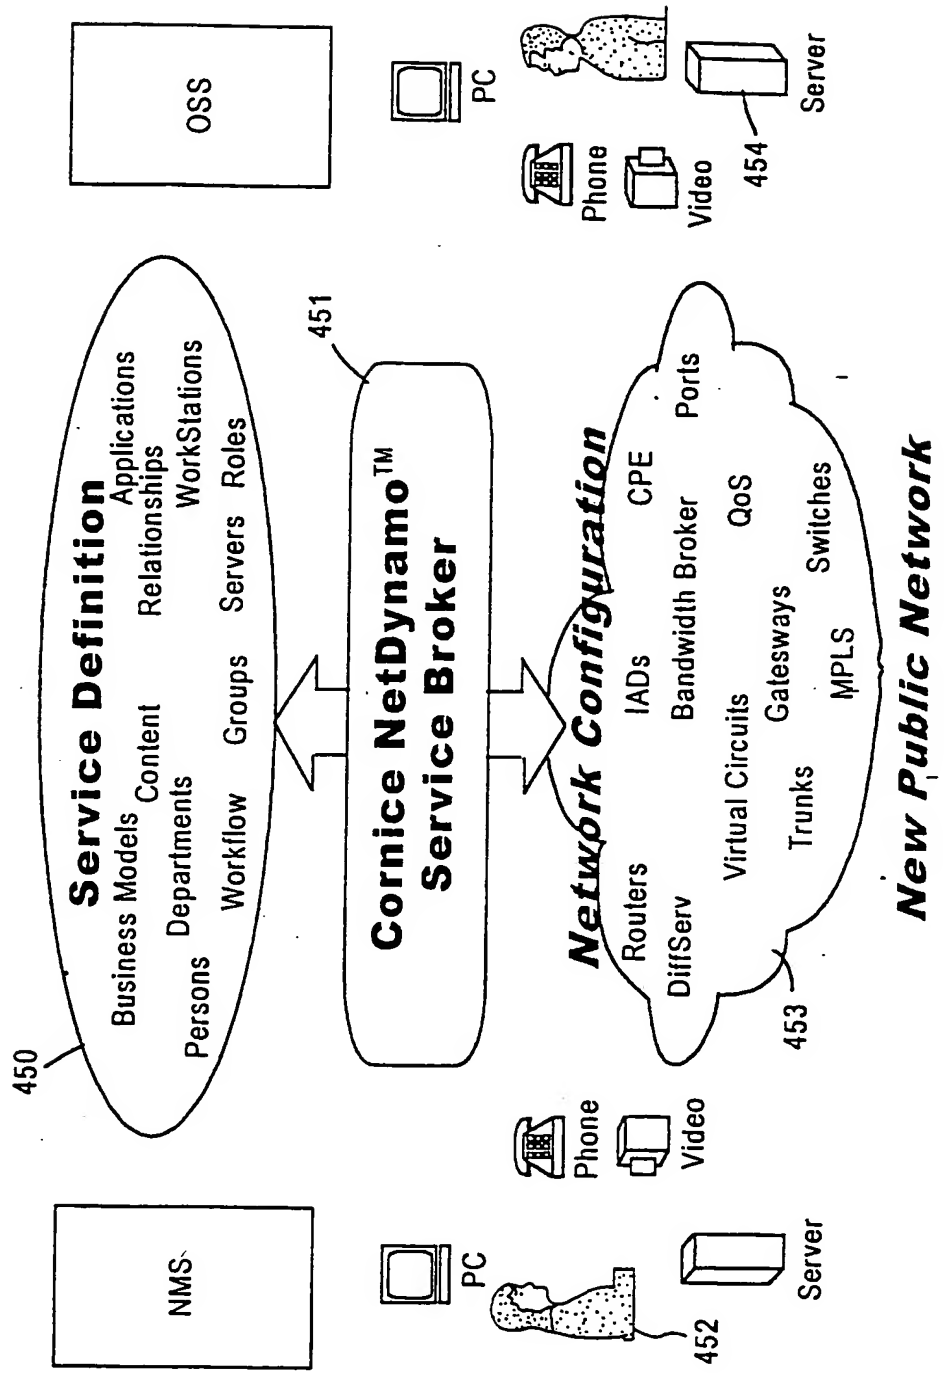 450
Service Definition
Business Models
Applications
Content
Relationships
Persons
Departments
WorkStations
Workflow
Groups
Servers
Roles
NMS
OSS
451
Cornice NetDynamo™
Service Broker
PC
PC
Phone
Video
Phone
Video
452
Server
454
Server
Network Configuration
Routers
IADs
CPE
Ports
DiffServ
Bandwidth Broker
Virtual Circuits
QoS
Gatesways
Trunks
Switches
MPLS
453
New Public Network